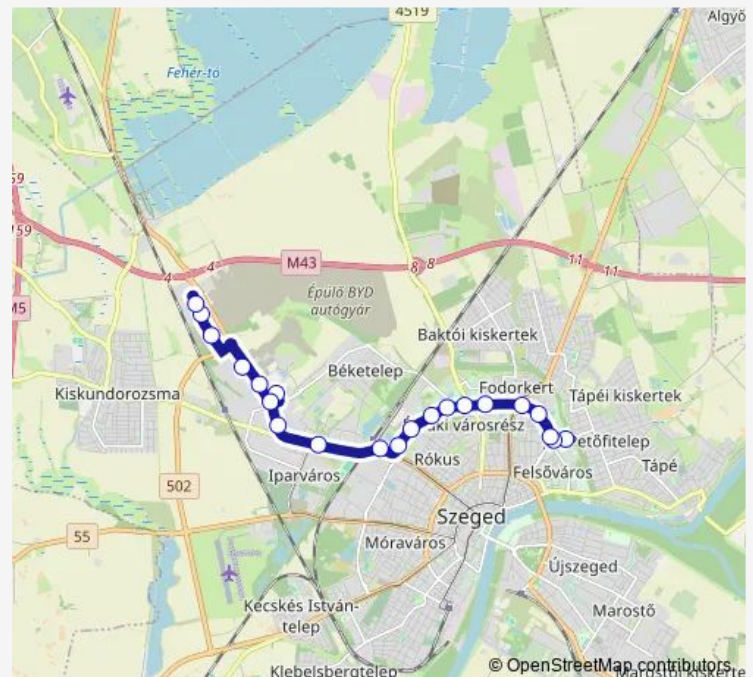 4519
Algyő
Fehér-tó
59
159
M5
4
4
M43
8
8
11
11
Épülő BYD
autógyár
Baktói kiskertek
Kiskundorozsma
Béketelep
Fodorkert
Tápéi kiskertek
városrész
Petőfitelep
Rókus
Felsőváros
Tápé
Iparváros
502
Szeged
55
Móraváros
Újszeged
Kecskés István-
telep
Marostő
Klebelsbergtelep
© OpenStreetMap contributors